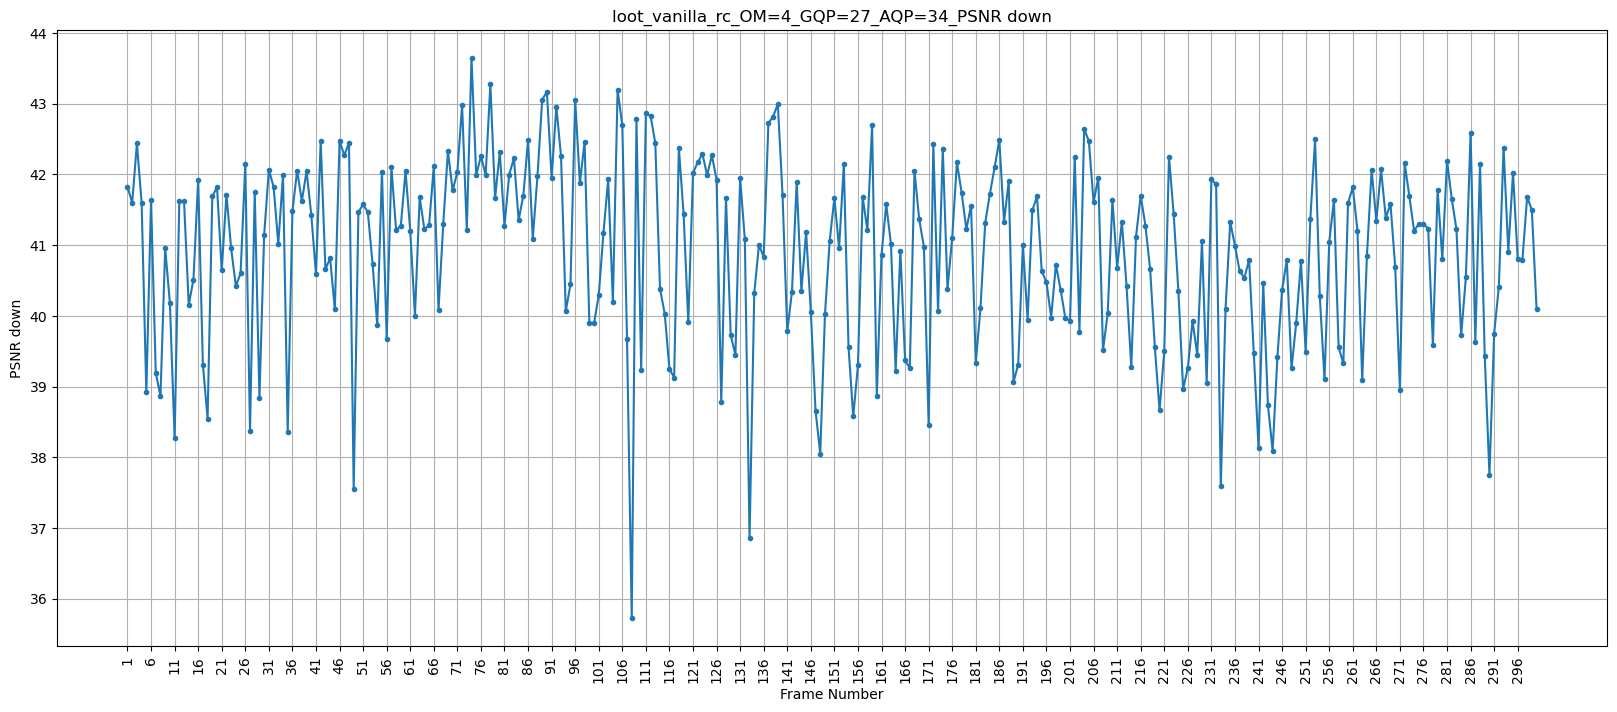 loot_vanilla_rc_OM=4_GQP=27_AQP=34_PSNR down
44
43
42
41
40
39
38
37
36
PSNR down
1 6 11 16 21 26 31 36 41 46 51 56 61 66 71 76 81 86 91 96 101 106 111 116 121 126 131 136 141 146 151 156 161 166 171 176 181 186 191 196 201 206 211 216 221 226 231 236 241 246 251 256 261 266 271 276 281 286 291 296
Frame Number